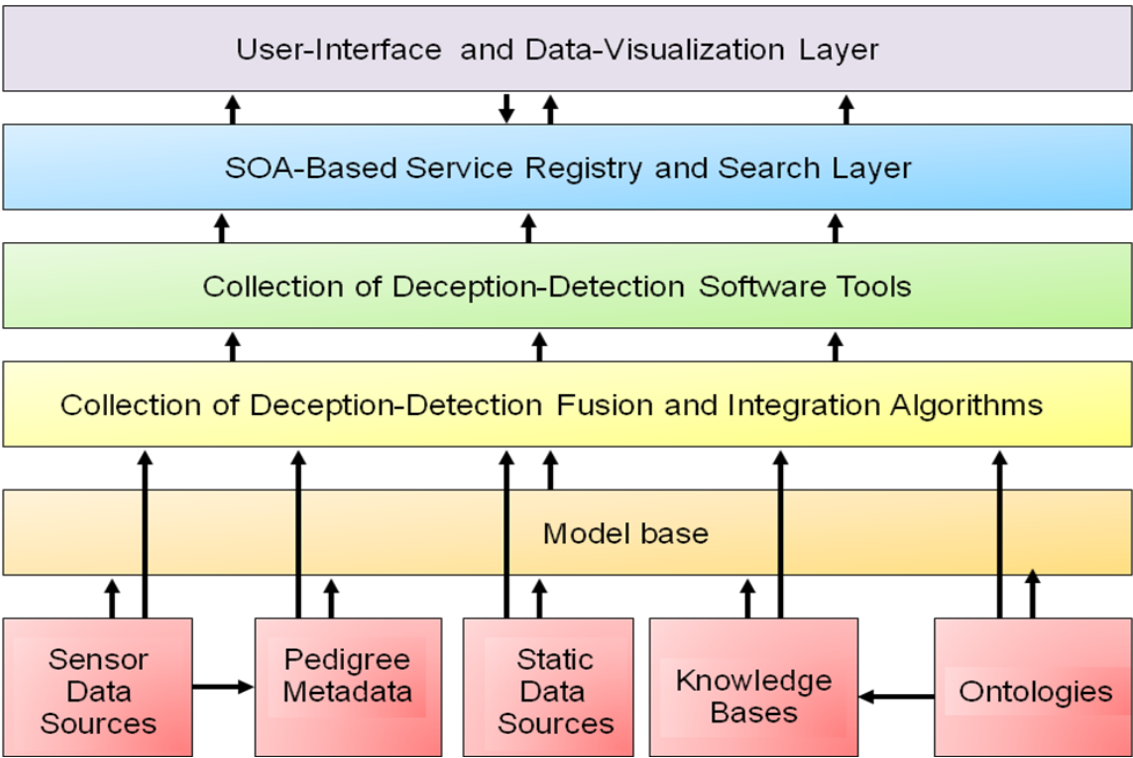 User-Interface and Data-Visualization Layer
SOA-Based Service Registry and Search Layer
Collection of Deception-Detection Software Tools
Collection of Deception-Detection Fusion and Integration Algorithms
Model base
Sensor
Data
Sources
Pedigree
Metadata
Static
Data
Sources
Knowledge
Bases
Ontologies